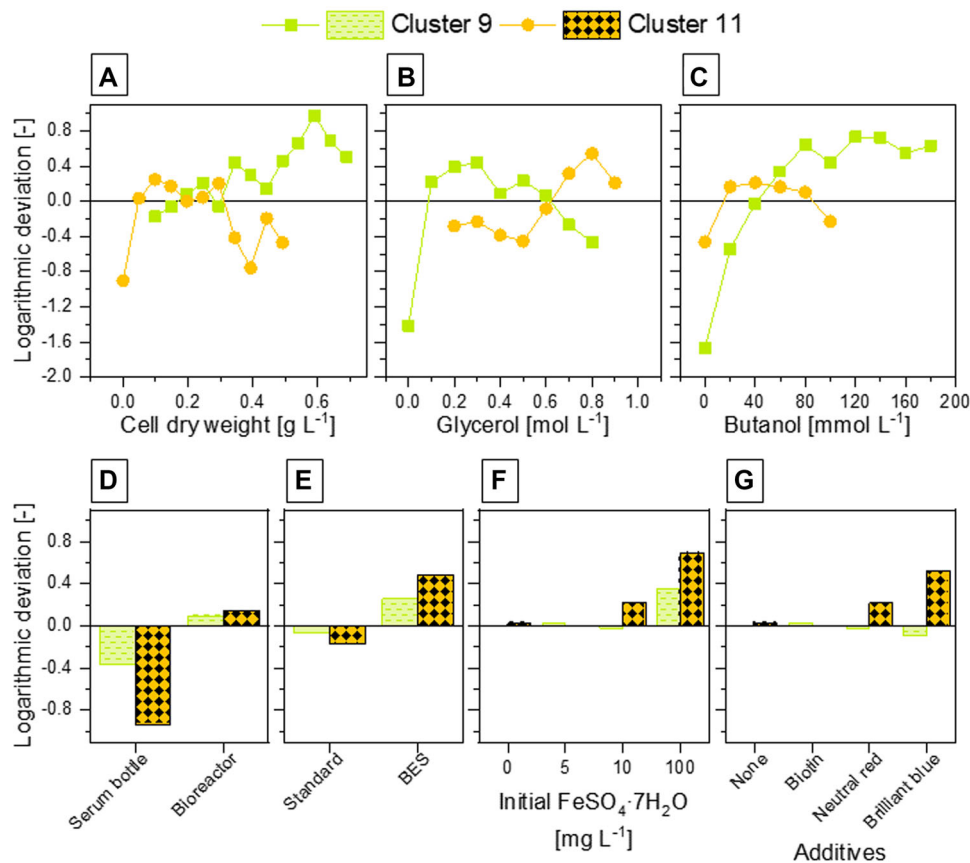 Cluster 9 Cluster 11
A B C
Logarithmic deviation [-]
0.8
0.4
0.0
-0.4
-0.8
-1.2
-1.6
-2.0
0.0 0.2 0.4 0.6
0.0 0.2 0.4 0.6 0.8 1.0
0 40 80 120 160 200
Cell dry weight [g L⁻¹] Glycerol [mol L⁻¹] Butanol [mmol L⁻¹]
D E F G
Logarithmic deviation [-]
0.8
0.4
0.0
-0.4
-0.8
Serum bottle Bioreactor
Standard BES
0 5 10 100
None Biotin Neutral red Brilliant blue
Initial FeSO₄·7H₂O
[mg L⁻¹]
Additives